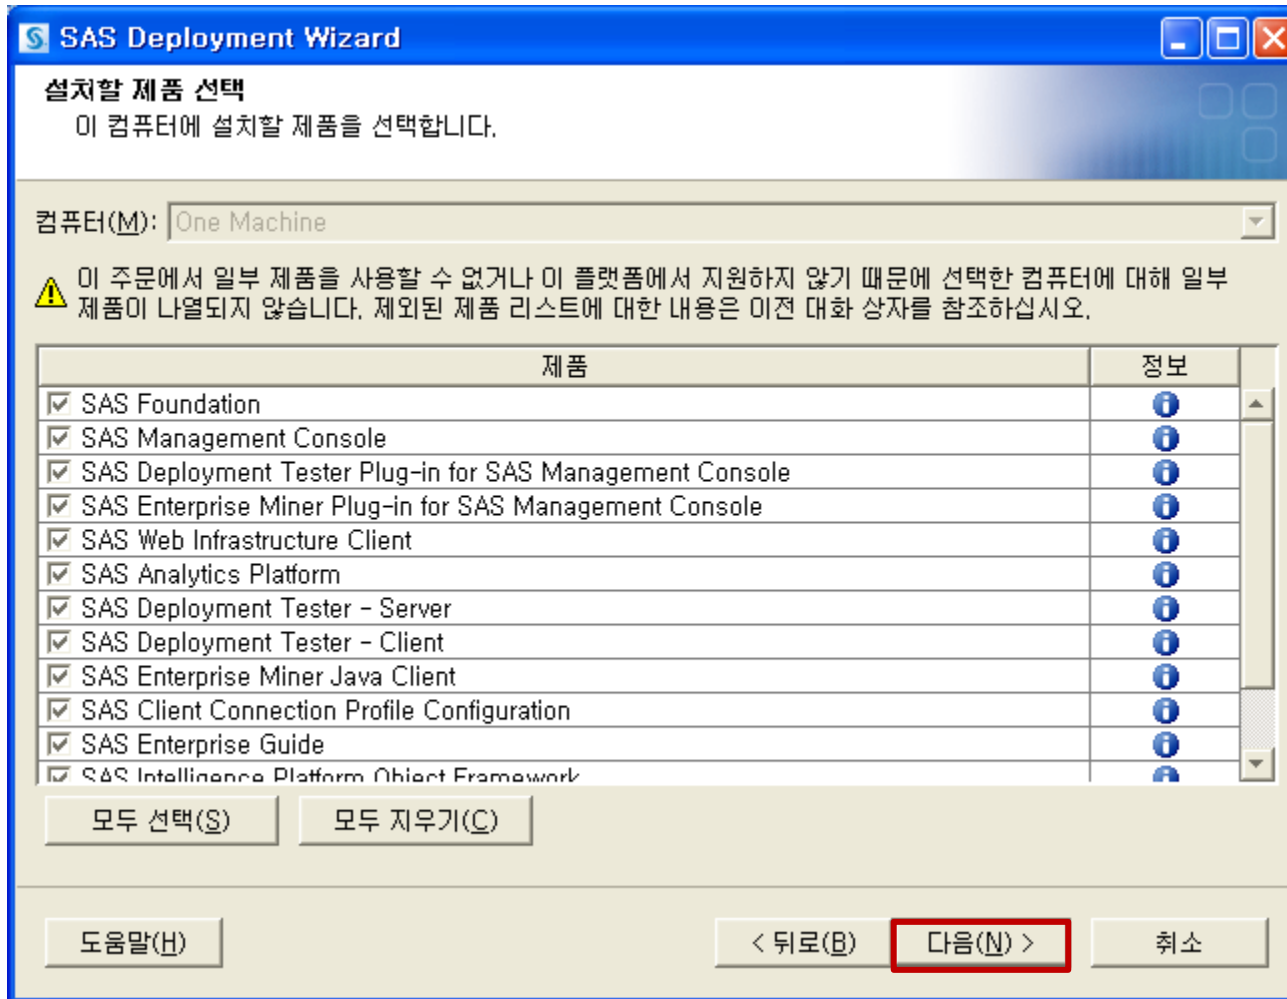 SAS Deployment Wizard
설치할 제품 선택
이 컴퓨터에 설치할 제품을 선택합니다.
컴퓨터(M): One Machine
이 주문에서 일부 제품을 사용할 수 없거나 이 플랫폼에서 지원하지 않기 때문에 선택한 컴퓨터에 대해 일부
제품이 나열되지 않습니다. 제외된 제품 리스트에 대한 내용은 이전 대화 상자를 참조하십시오.
제품 정보
SAS Foundation
SAS Management Console
SAS Deployment Tester Plug-in for SAS Management Console
SAS Enterprise Miner Plug-in for SAS Management Console
SAS Web Infrastructure Client
SAS Analytics Platform
SAS Deployment Tester - Server
SAS Deployment Tester - Client
SAS Enterprise Miner Java Client
SAS Client Connection Profile Configuration
SAS Enterprise Guide
SAS Intelligence Platform Object Framework
모두 선택(S) 모두 지우기(C)
도움말(H) < 뒤로(B) 다음(N) > 취소